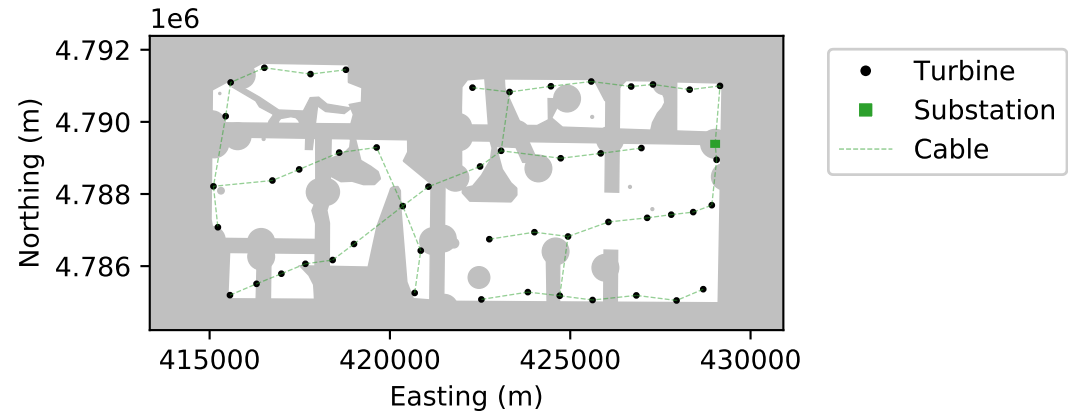 1e6
4.792
4.790
4.788
4.786
Northing (m)
415000 420000 425000 430000
Easting (m)
Turbine
Substation
Cable